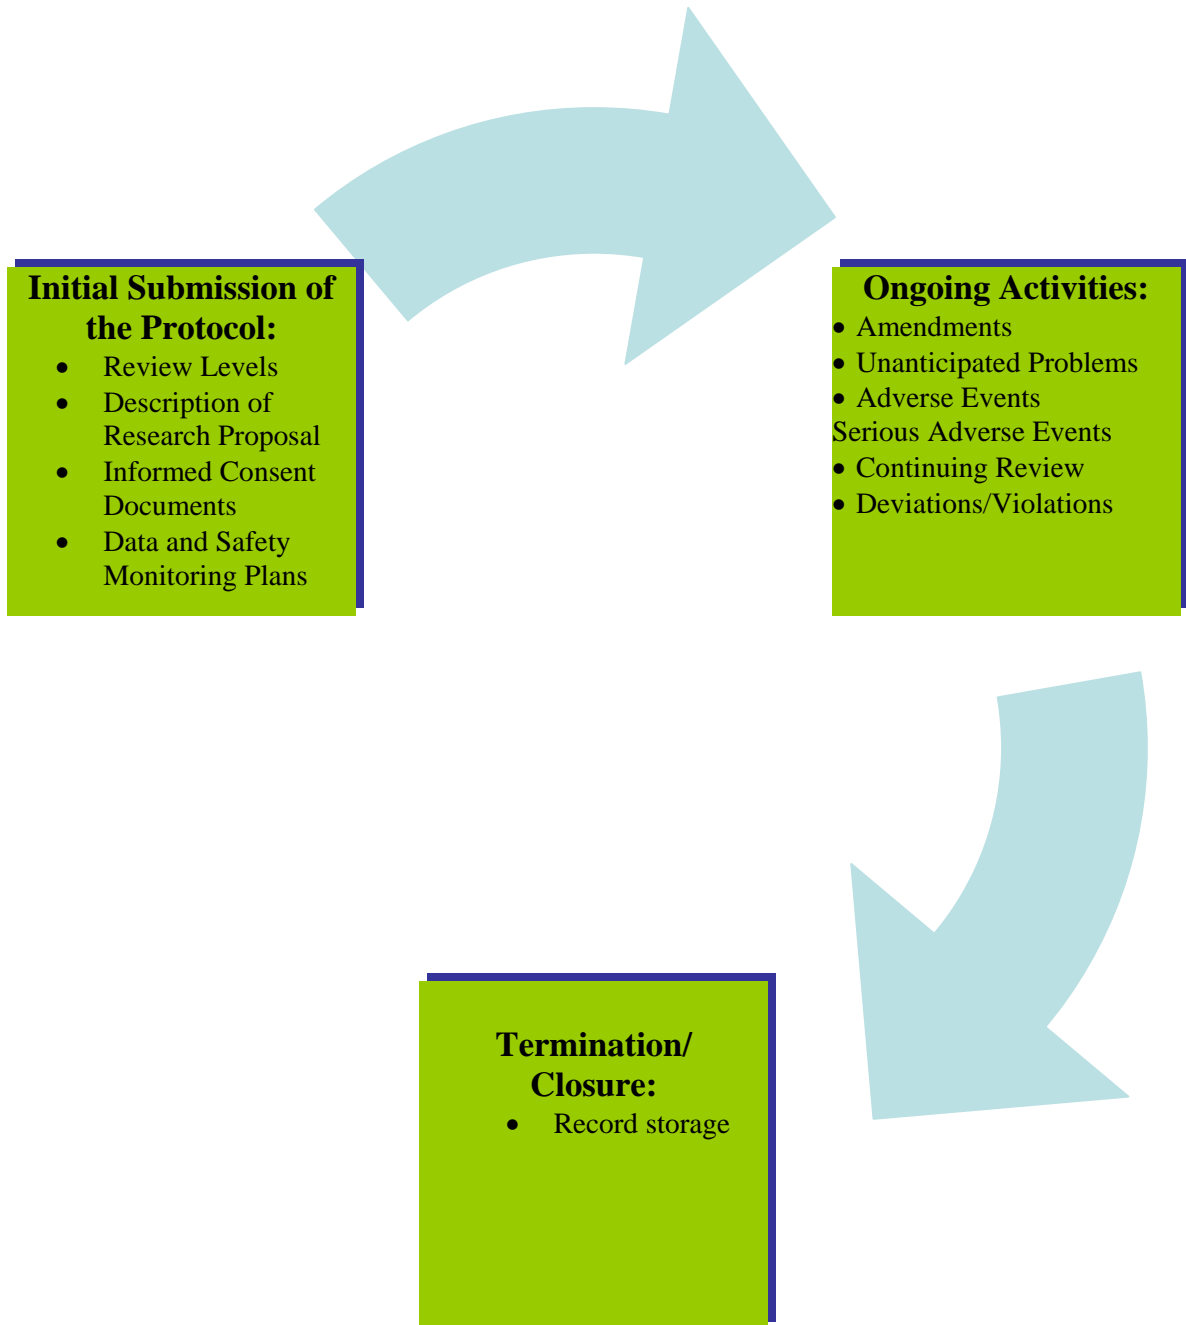 Initial Submission of
the Protocol:
• Review Levels
• Description of
Research Proposal
• Informed Consent
Documents
• Data and Safety
Monitoring Plans
Ongoing Activities:
• Amendments
• Unanticipated Problems
• Adverse Events
Serious Adverse Events
• Continuing Review
• Deviations/Violations
Termination/
Closure:
• Record storage